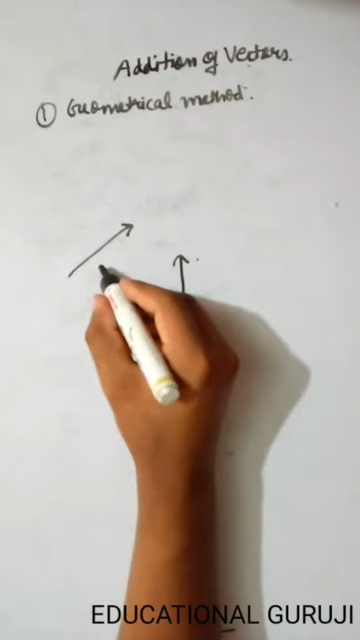 Addition of Vectors.
① Geometrical method.
EDUCATIONAL GURUJI